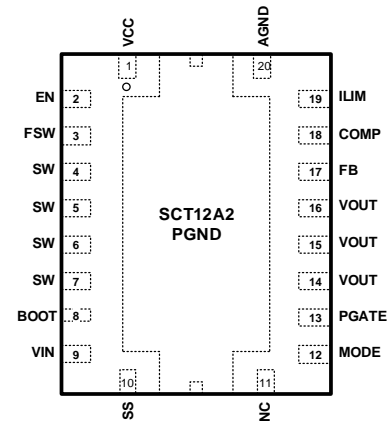 VCC
AGND
1
20
EN 2
19 ILIM
FSW 3
18 COMP
SW 4
17 FB
SW 5
16 VOUT
SW 6
15 VOUT
SW 7
14 VOUT
BOOT 8
13 PGATE
VIN 9
12 MODE
SCT12A2
PGND
10
11
SS
NC